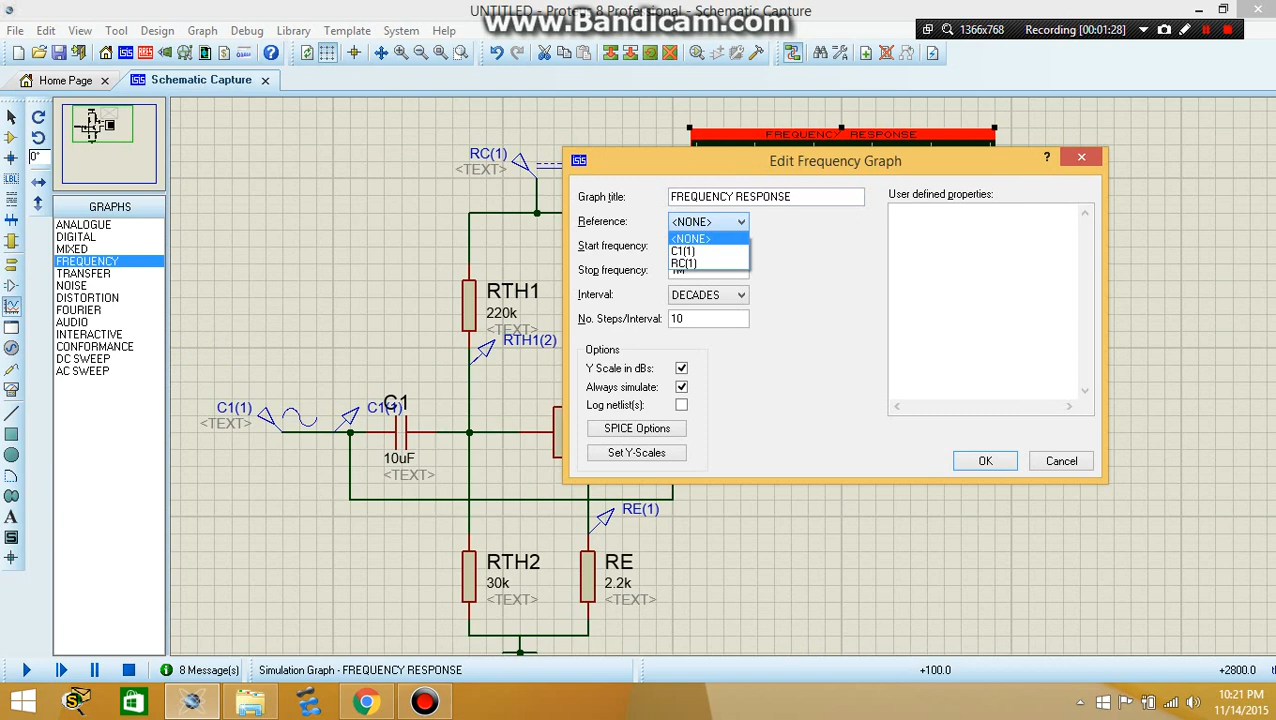 UNTITLED - Proteus 8 Professional - Schematic Capture
www.Bandicam.com
File Edit View Tool Design Graph Debug Library Template System Help
1366x768 Recording [00:01:28]
Home Page
Schematic Capture
0°
LBL
GRAPHS
ANALOGUE
DIGITAL
MIXED
FREQUENCY
TRANSFER
NOISE
DISTORTION
FOURIER
AUDIO
INTERACTIVE
CONFORMANCE
DC SWEEP
AC SWEEP
FREQUENCY RESPONSE
RC(1)
<TEXT>
RTH1
220k
<TEXT>
RTH1(2)
C1(1)
<TEXT>
C1(1)
C1
10uF
<TEXT>
RE(1)
RTH2
30k
<TEXT>
RE
2.2k
<TEXT>
Edit Frequency Graph
Graph title: FREQUENCY RESPONSE
User defined properties:
Reference: <NONE>
<NONE>
C1(1)
RC(1)
Start frequency:
Stop frequency: 1M
Interval: DECADES
No. Steps/Interval: 10
Options
Y Scale in dBs:
Always simulate:
Log netlist(s):
SPICE Options
Set Y-Scales
OK Cancel
8 Message(s) Simulation Graph - FREQUENCY RESPONSE +100.0 +2800.0
10:21 PM
11/14/2015